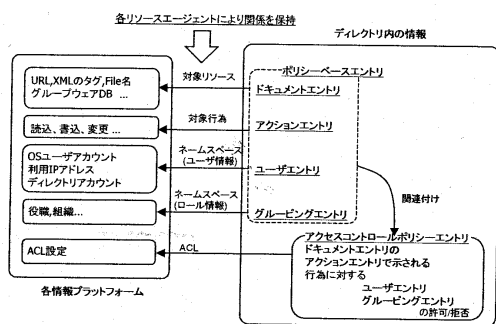 各リソースエージェントにより関係を保持
ディレクトリ内の情報
URL,XMLのタグ,File名
グループウェアDB ...
対象リソース
ポリシーベースエントリ
ドキュメントエントリ
読込、書込、変更 ...
対象行為
アクションエントリ
OSユーザアカウント
利用IPアドレス
ディレクトリアカウント
ネームスペース
(ユーザ情報)
ユーザエントリ
役職,組織...
ネームスペース
(ロール情報)
グルーピングエントリ
関連付け
ACL設定
ACL
アクセスコントロールポリシーエントリ
ドキュメントエントリの
アクションエントリで示される
行為に対する
ユーザエントリ
グルーピングエントリ
の許可/拒否
各情報プラットフォーム